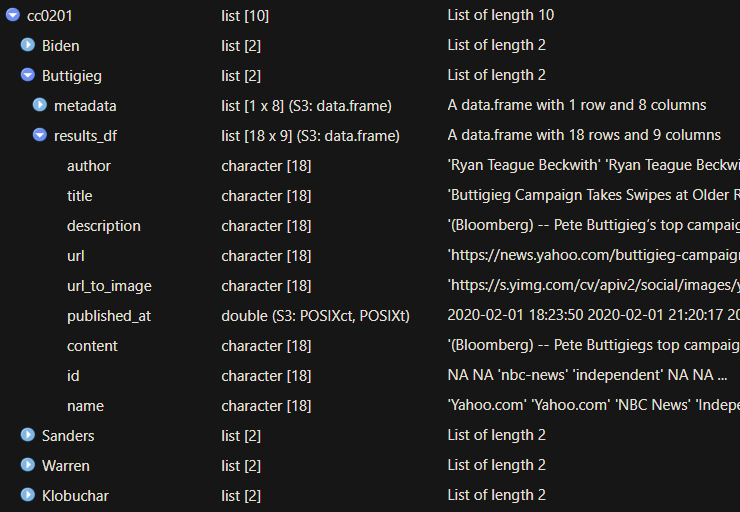 cc0201 list [10] List of length 10
Biden list [2] List of length 2
Buttigieg list [2] List of length 2
metadata list [1 x 8] (S3: data.frame) A data.frame with 1 row and 8 columns
results_df list [18 x 9] (S3: data.frame) A data.frame with 18 rows and 9 columns
author character [18] 'Ryan Teague Beckwith' 'Ryan Teague Beckwi
title character [18] 'Buttigieg Campaign Takes Swipes at Older R
description character [18] '(Bloomberg) -- Pete Buttigieg’s top campaig
url character [18] 'https://news.yahoo.com/buttigieg-campaign
url_to_image character [18] 'https://s.yimg.com/cv/apiv2/social/images/y
published_at double (S3: POSIXct, POSIXt) 2020-02-01 18:23:50 2020-02-01 21:20:17 20
content character [18] '(Bloomberg) -- Pete Buttigiegs top campaig
id character [18] NA NA 'nbc-news' 'independent' NA NA ...
name character [18] 'Yahoo.com' 'Yahoo.com' 'NBC News' 'Indepe
Sanders list [2] List of length 2
Warren list [2] List of length 2
Klobuchar list [2] List of length 2